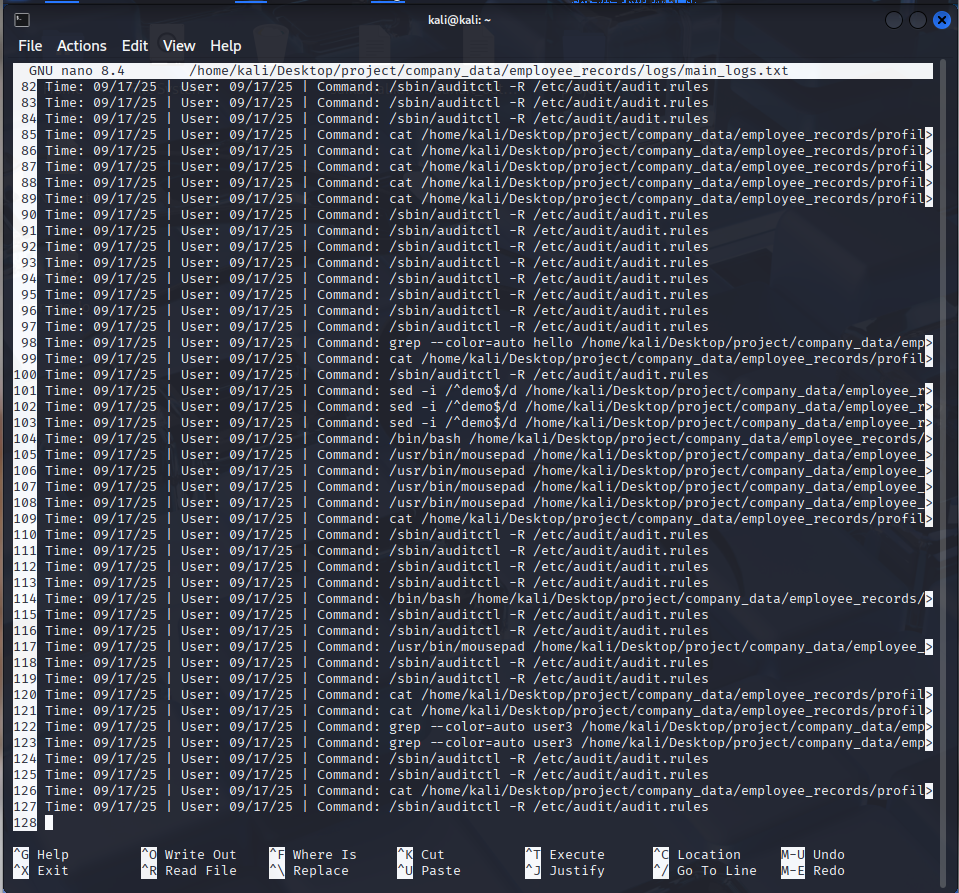 kali@kali: ~
File Actions Edit View Help
GNU nano 8.4 /home/kali/Desktop/project/company_data/employee_records/logs/main_logs.txt
82 Time: 09/17/25 | User: 09/17/25 | Command: /sbin/auditctl -R /etc/audit/audit.rules
83 Time: 09/17/25 | User: 09/17/25 | Command: /sbin/auditctl -R /etc/audit/audit.rules
84 Time: 09/17/25 | User: 09/17/25 | Command: /sbin/auditctl -R /etc/audit/audit.rules
85 Time: 09/17/25 | User: 09/17/25 | Command: cat /home/kali/Desktop/project/company_data/employee_records/profil>
86 Time: 09/17/25 | User: 09/17/25 | Command: cat /home/kali/Desktop/project/company_data/employee_records/profil>
87 Time: 09/17/25 | User: 09/17/25 | Command: cat /home/kali/Desktop/project/company_data/employee_records/profil>
88 Time: 09/17/25 | User: 09/17/25 | Command: cat /home/kali/Desktop/project/company_data/employee_records/profil>
89 Time: 09/17/25 | User: 09/17/25 | Command: cat /home/kali/Desktop/project/company_data/employee_records/profil>
90 Time: 09/17/25 | User: 09/17/25 | Command: /sbin/auditctl -R /etc/audit/audit.rules
91 Time: 09/17/25 | User: 09/17/25 | Command: /sbin/auditctl -R /etc/audit/audit.rules
92 Time: 09/17/25 | User: 09/17/25 | Command: /sbin/auditctl -R /etc/audit/audit.rules
93 Time: 09/17/25 | User: 09/17/25 | Command: /sbin/auditctl -R /etc/audit/audit.rules
94 Time: 09/17/25 | User: 09/17/25 | Command: /sbin/auditctl -R /etc/audit/audit.rules
95 Time: 09/17/25 | User: 09/17/25 | Command: /sbin/auditctl -R /etc/audit/audit.rules
96 Time: 09/17/25 | User: 09/17/25 | Command: /sbin/auditctl -R /etc/audit/audit.rules
97 Time: 09/17/25 | User: 09/17/25 | Command: /sbin/auditctl -R /etc/audit/audit.rules
98 Time: 09/17/25 | User: 09/17/25 | Command: grep --color=auto hello /home/kali/Desktop/project/company_data/emp>
99 Time: 09/17/25 | User: 09/17/25 | Command: cat /home/kali/Desktop/project/company_data/employee_records/profil>
100 Time: 09/17/25 | User: 09/17/25 | Command: /sbin/auditctl -R /etc/audit/audit.rules
101 Time: 09/17/25 | User: 09/17/25 | Command: sed -i /^demo$/d /home/kali/Desktop/project/company_data/employee_r>
102 Time: 09/17/25 | User: 09/17/25 | Command: sed -i /^demo$/d /home/kali/Desktop/project/company_data/employee_r>
103 Time: 09/17/25 | User: 09/17/25 | Command: sed -i /^demo$/d /home/kali/Desktop/project/company_data/employee_r>
104 Time: 09/17/25 | User: 09/17/25 | Command: /bin/bash /home/kali/Desktop/project/company_data/employee_records/>
105 Time: 09/17/25 | User: 09/17/25 | Command: /usr/bin/mousepad /home/kali/Desktop/project/company_data/employee_>
106 Time: 09/17/25 | User: 09/17/25 | Command: /usr/bin/mousepad /home/kali/Desktop/project/company_data/employee_>
107 Time: 09/17/25 | User: 09/17/25 | Command: /usr/bin/mousepad /home/kali/Desktop/project/company_data/employee_>
108 Time: 09/17/25 | User: 09/17/25 | Command: /usr/bin/mousepad /home/kali/Desktop/project/company_data/employee_>
109 Time: 09/17/25 | User: 09/17/25 | Command: cat /home/kali/Desktop/project/company_data/employee_records/profil>
110 Time: 09/17/25 | User: 09/17/25 | Command: /sbin/auditctl -R /etc/audit/audit.rules
111 Time: 09/17/25 | User: 09/17/25 | Command: /sbin/auditctl -R /etc/audit/audit.rules
112 Time: 09/17/25 | User: 09/17/25 | Command: /sbin/auditctl -R /etc/audit/audit.rules
113 Time: 09/17/25 | User: 09/17/25 | Command: /sbin/auditctl -R /etc/audit/audit.rules
114 Time: 09/17/25 | User: 09/17/25 | Command: /bin/bash /home/kali/Desktop/project/company_data/employee_records/>
115 Time: 09/17/25 | User: 09/17/25 | Command: /sbin/auditctl -R /etc/audit/audit.rules
116 Time: 09/17/25 | User: 09/17/25 | Command: /sbin/auditctl -R /etc/audit/audit.rules
117 Time: 09/17/25 | User: 09/17/25 | Command: /usr/bin/mousepad /home/kali/Desktop/project/company_data/employee_>
118 Time: 09/17/25 | User: 09/17/25 | Command: /sbin/auditctl -R /etc/audit/audit.rules
119 Time: 09/17/25 | User: 09/17/25 | Command: /sbin/auditctl -R /etc/audit/audit.rules
120 Time: 09/17/25 | User: 09/17/25 | Command: cat /home/kali/Desktop/project/company_data/employee_records/profil>
121 Time: 09/17/25 | User: 09/17/25 | Command: cat /home/kali/Desktop/project/company_data/employee_records/profil>
122 Time: 09/17/25 | User: 09/17/25 | Command: grep --color=auto user3 /home/kali/Desktop/project/company_data/emp>
123 Time: 09/17/25 | User: 09/17/25 | Command: grep --color=auto user3 /home/kali/Desktop/project/company_data/emp>
124 Time: 09/17/25 | User: 09/17/25 | Command: /sbin/auditctl -R /etc/audit/audit.rules
125 Time: 09/17/25 | User: 09/17/25 | Command: /sbin/auditctl -R /etc/audit/audit.rules
126 Time: 09/17/25 | User: 09/17/25 | Command: cat /home/kali/Desktop/project/company_data/employee_records/profil>
127 Time: 09/17/25 | User: 09/17/25 | Command: /sbin/auditctl -R /etc/audit/audit.rules
128
^G Help ^O Write Out ^F Where Is ^K Cut ^T Execute ^C Location M-U Undo
^X Exit ^R Read File ^\ Replace ^U Paste ^J Justify ^/ Go To Line M-E Redo